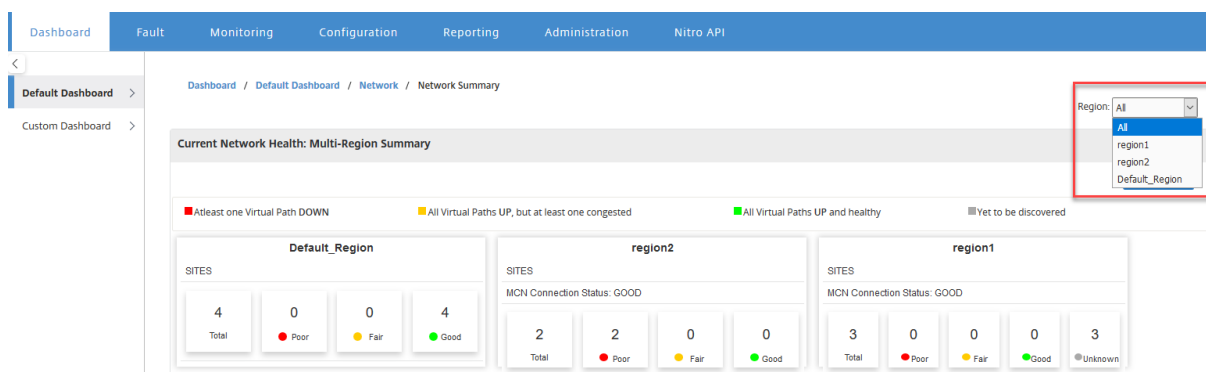 Dashboard Fault Monitoring Configuration Reporting Administration Nitro API
<
Default Dashboard >
Custom Dashboard >
Dashboard / Default Dashboard / Network / Network Summary
Region: All
All
region1
region2
Default_Region
Current Network Health: Multi-Region Summary
Atleast one Virtual Path DOWN All Virtual Paths UP, but at least one congested All Virtual Paths UP and healthy Yet to be discovered
Default_Region
SITES
4 0 0 4
Total Poor Fair Good
region2
SITES
MCN Connection Status: GOOD
2 2 0 0
Total Poor Fair Good
region1
SITES
MCN Connection Status: GOOD
3 0 0 0 3
Total Poor Fair Good Unknown